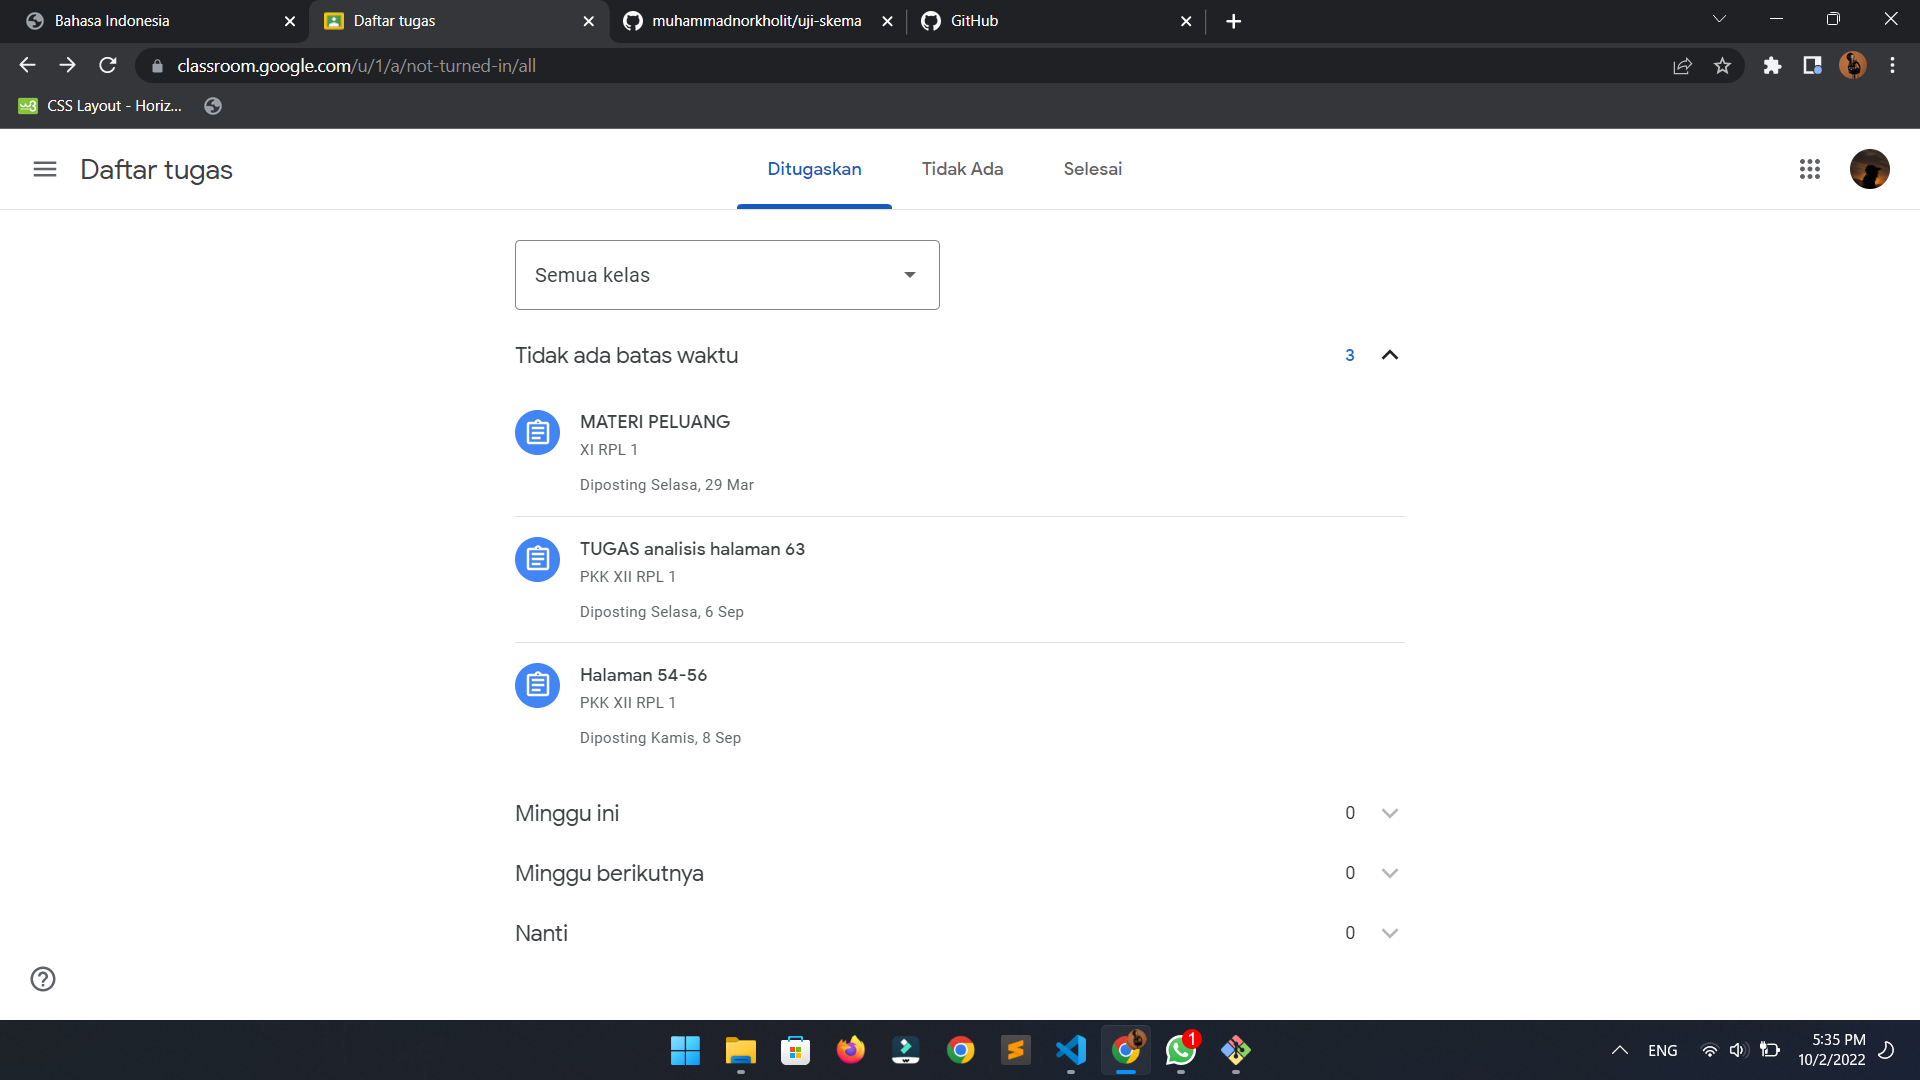 Bahasa Indonesia
Daftar tugas
muhammadnorkholit/uji-skema
GitHub
classroom.google.com/u/1/a/not-turned-in/all
CSS Layout - Horiz...
Daftar tugas
Ditugaskan
Tidak Ada
Selesai
Semua kelas
Tidak ada batas waktu
3
MATERI PELUANG
XI RPL 1
Diposting Selasa, 29 Mar
TUGAS analisis halaman 63
PKK XII RPL 1
Diposting Selasa, 6 Sep
Halaman 54-56
PKK XII RPL 1
Diposting Kamis, 8 Sep
Minggu ini
0
Minggu berikutnya
0
Nanti
0
1
ENG
5:35 PM
10/2/2022